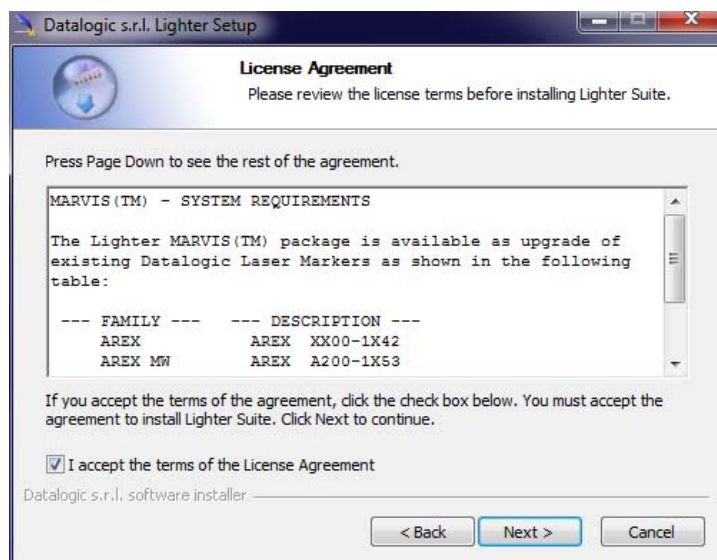 Datalogic s.r.l. Lighter Setup
License Agreement
Please review the license terms before installing Lighter Suite.
Press Page Down to see the rest of the agreement.
MARVIS(TM) - SYSTEM REQUIREMENTS
The Lighter MARVIS(TM) package is available as upgrade of
existing Datalogic Laser Markers as shown in the following
table:
--- FAMILY --- --- DESCRIPTION ---
AREX AREX XX00-1X42
AREX MW AREX A200-1X53
If you accept the terms of the agreement, click the check box below. You must accept the
agreement to install Lighter Suite. Click Next to continue.
I accept the terms of the License Agreement
Datalogic s.r.l. software installer
< Back Next > Cancel